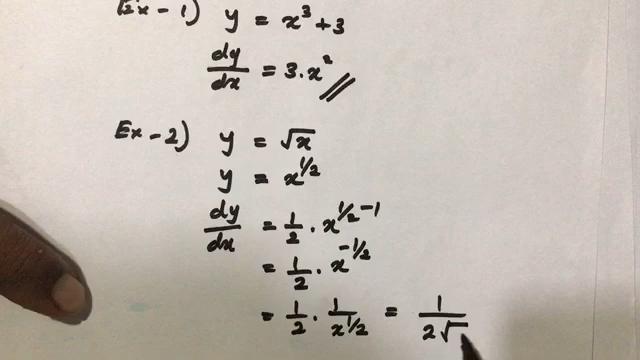 Ex-1) y = x³ + 3
dy/dx = 3·x²
Ex-2) y = √x
y = x^1/2
dy/dx = 1/2 · x^1/2 -1
= 1/2 · x^-1/2
= 1/2 · 1/x^1/2 = 1/2√